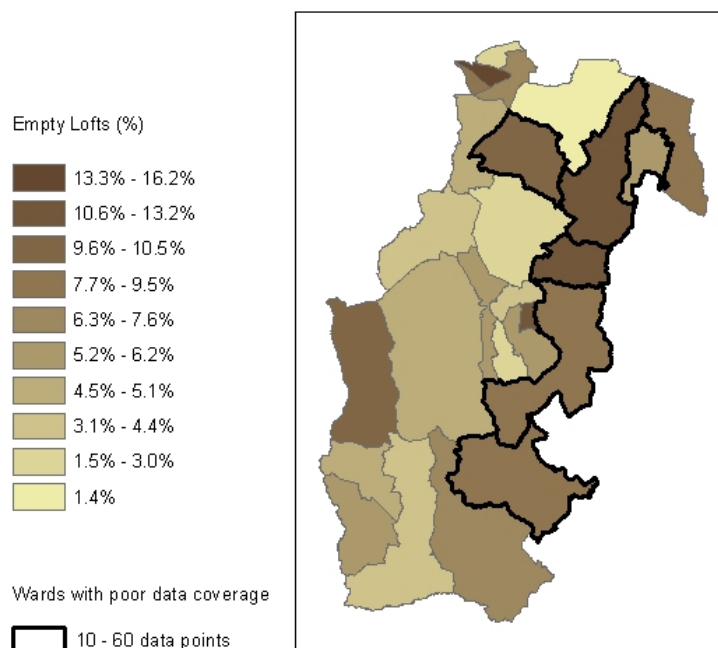 Empty Lofts (%)
13.3% - 16.2%
10.6% - 13.2%
9.6% - 10.5%
7.7% - 9.5%
6.3% - 7.6%
5.2% - 6.2%
4.5% - 5.1%
3.1% - 4.4%
1.5% - 3.0%
1.4%
Wards with poor data coverage
10 - 60 data points